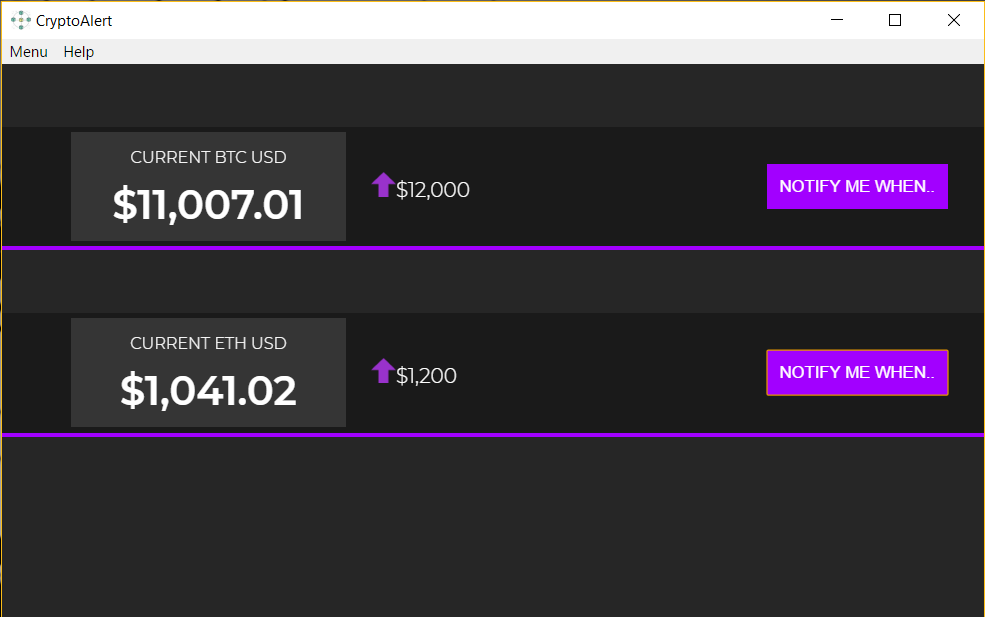 CryptoAlert
Menu Help
CURRENT BTC USD
$11,007.01
$12,000
NOTIFY ME WHEN..
CURRENT ETH USD
$1,041.02
$1,200
NOTIFY ME WHEN..